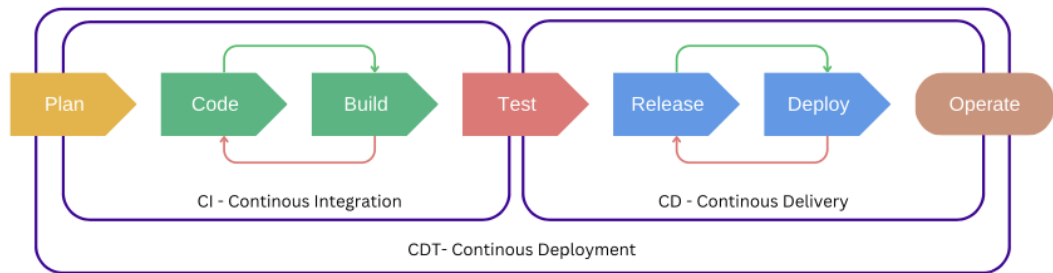 Plan
Code
Build
Test
Release
Deploy
Operate
CI - Continous Integration
CD - Continous Delivery
CDT- Continous Deployment